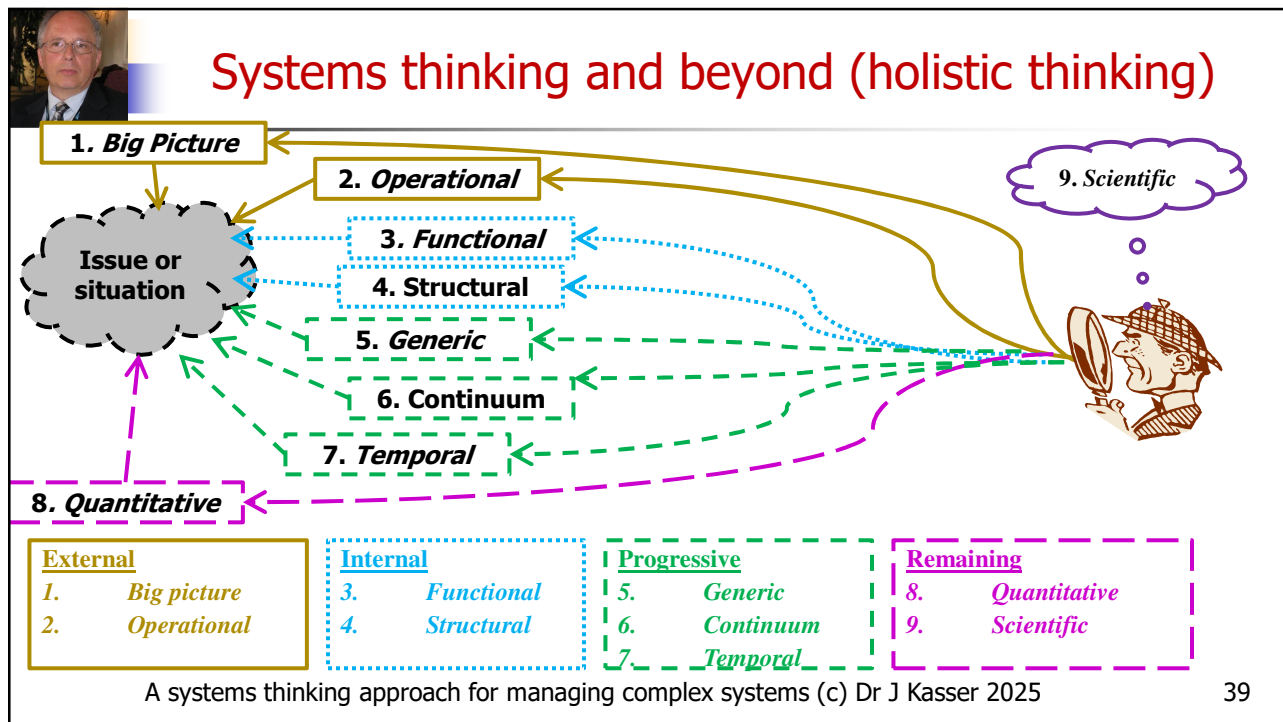 Systems thinking and beyond (holistic thinking)
1. Big Picture
2. Operational
9. Scientific
3. Functional
Issue or
situation
4. Structural
5. Generic
6. Continuum
7. Temporal
8. Quantitative
External
1. Big picture
2. Operational
Internal
3. Functional
4. Structural
Progressive
5. Generic
6. Continuum
7. Temporal
Remaining
8. Quantitative
9. Scientific
A systems thinking approach for managing complex systems (c) Dr J Kasser 2025
39